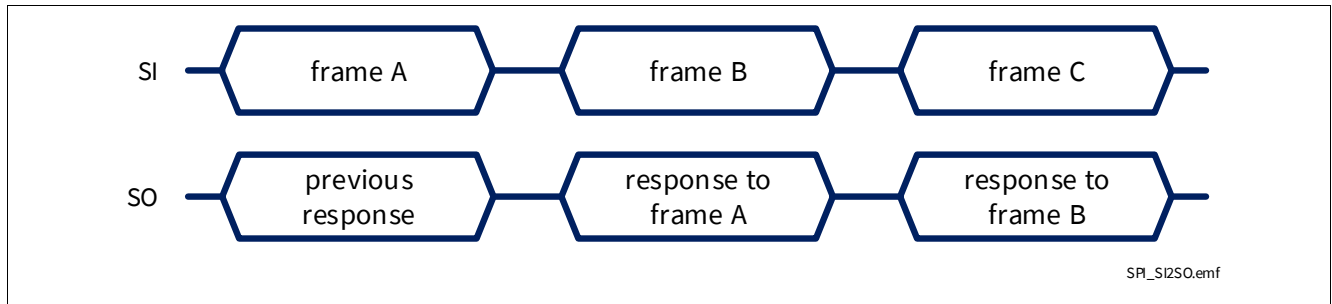 SI
frame A
frame B
frame C
SO
previous
response
response to
frame A
response to
frame B
SPI_SI2SO.emf